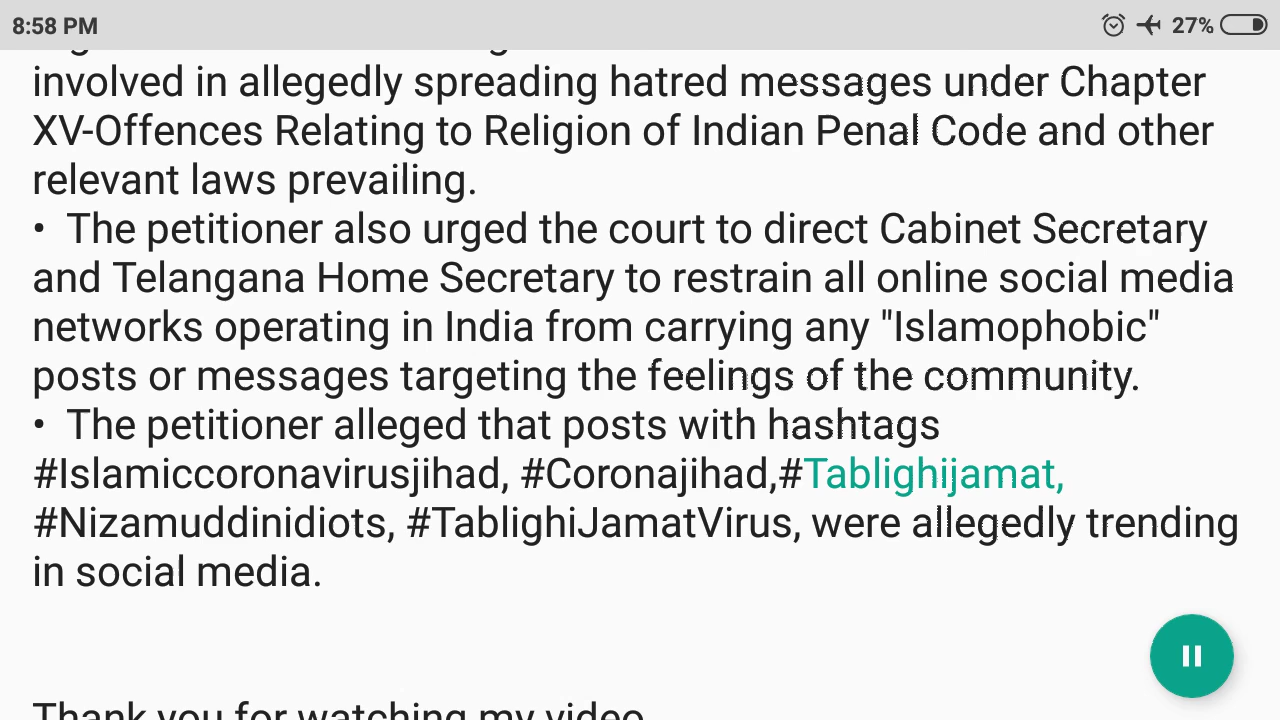 8:58 PM
27%
involved in allegedly spreading hatred messages under Chapter
XV-Offences Relating to Religion of Indian Penal Code and other
relevant laws prevailing.
• The petitioner also urged the court to direct Cabinet Secretary
and Telangana Home Secretary to restrain all online social media
networks operating in India from carrying any "Islamophobic"
posts or messages targeting the feelings of the community.
• The petitioner alleged that posts with hashtags
#Islamiccoronavirusjihad, #Coronajihad,#Tablighijamat,
#Nizamuddinidiots, #TablighiJamatVirus, were allegedly trending
in social media.
Thank you for watching my video